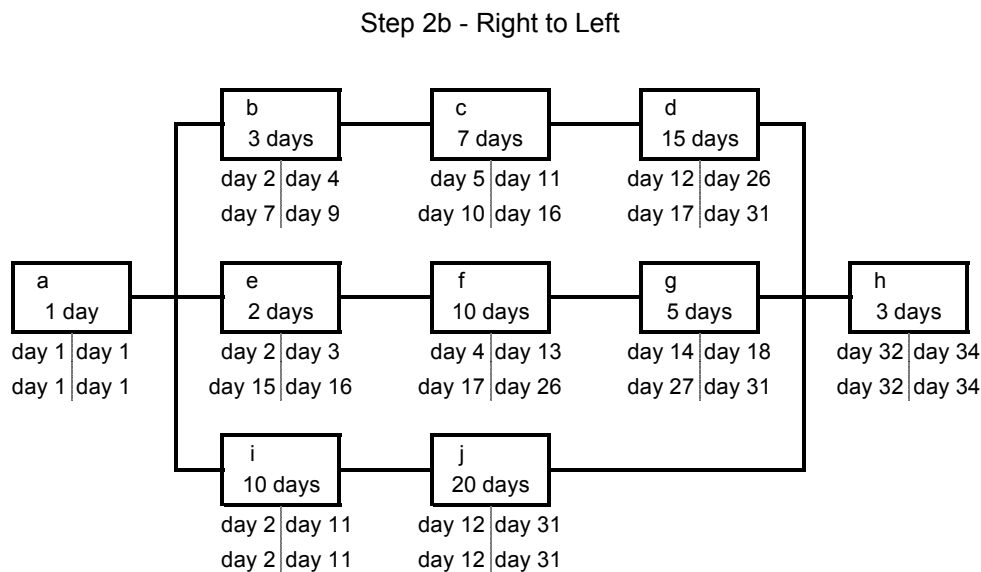 Step 2b - Right to Left
b
3 days
day 2 day 4
day 7 day 9
c
7 days
day 5 day 11
day 10 day 16
d
15 days
day 12 day 26
day 17 day 31
a
1 day
day 1 day 1
day 1 day 1
e
2 days
day 2 day 3
day 15 day 16
f
10 days
day 4 day 13
day 17 day 26
g
5 days
day 14 day 18
day 27 day 31
h
3 days
day 32 day 34
day 32 day 34
i
10 days
day 2 day 11
day 2 day 11
j
20 days
day 12 day 31
day 12 day 31